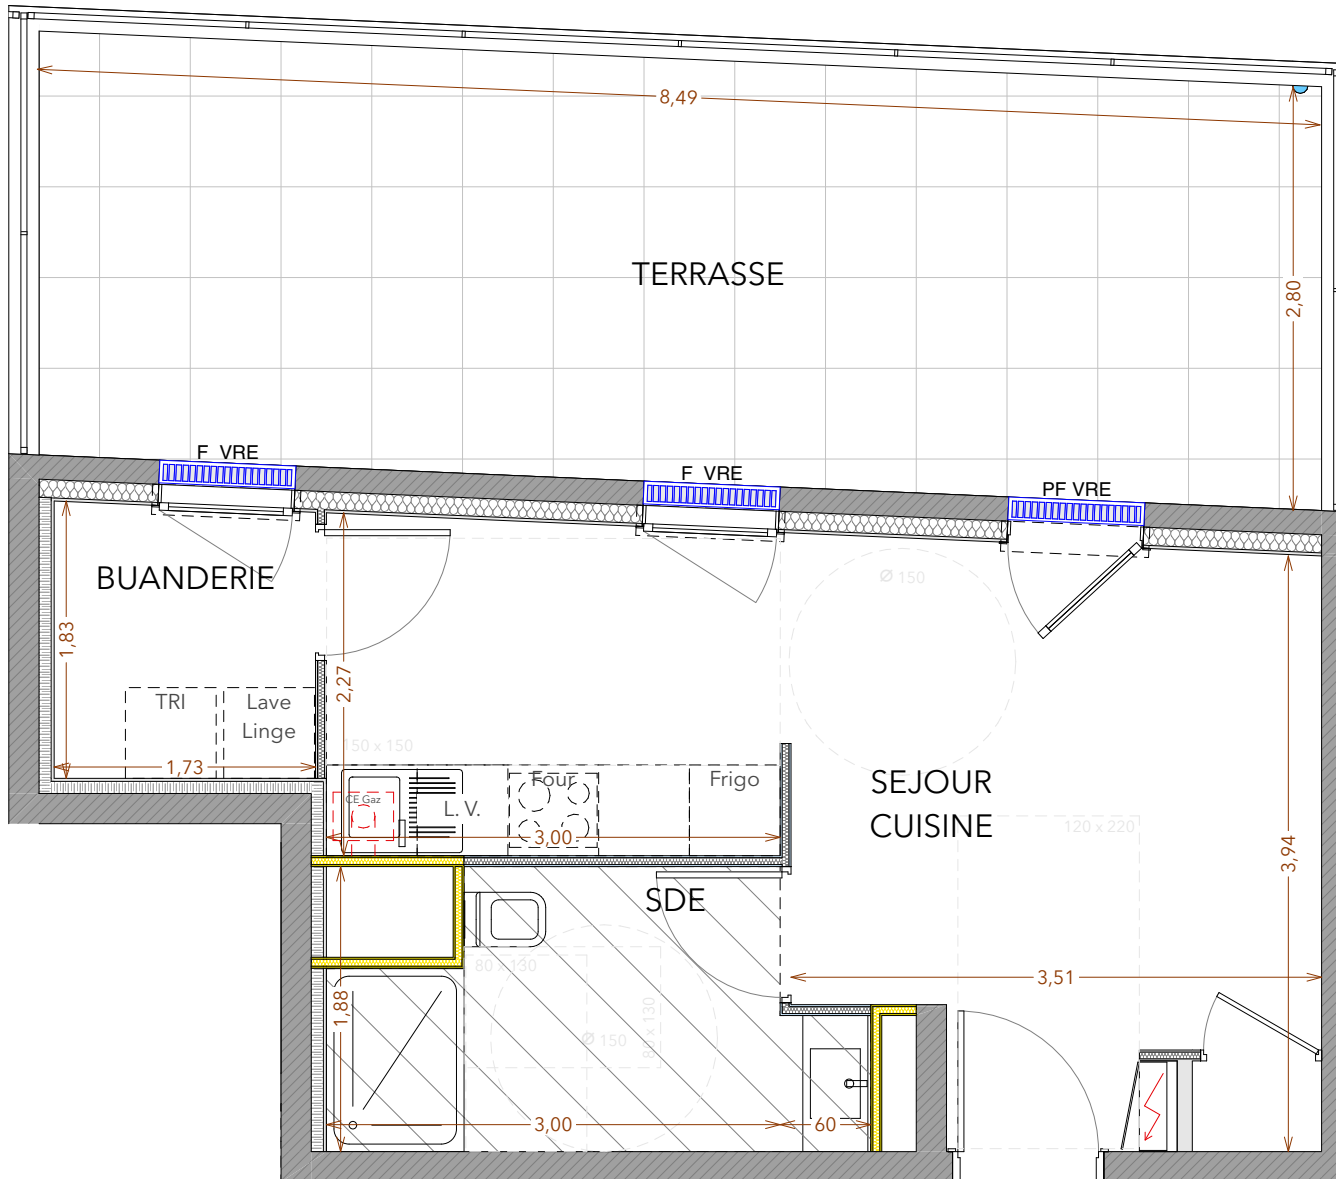 8,49
TERRASSE
2,80
F VRE
F VRE
PF VRE
BUANDERIE
Ø 150
1,83
2,27
TRI
Lave
Linge
1,73
150 x 150
CE Gaz
L. V.
Four
Frigo
3,00
SEJOUR
CUISINE
120 x 220
3,94
SDE
80 x 130
80 x 130
1,88
Ø 150
3,51
3,00
60